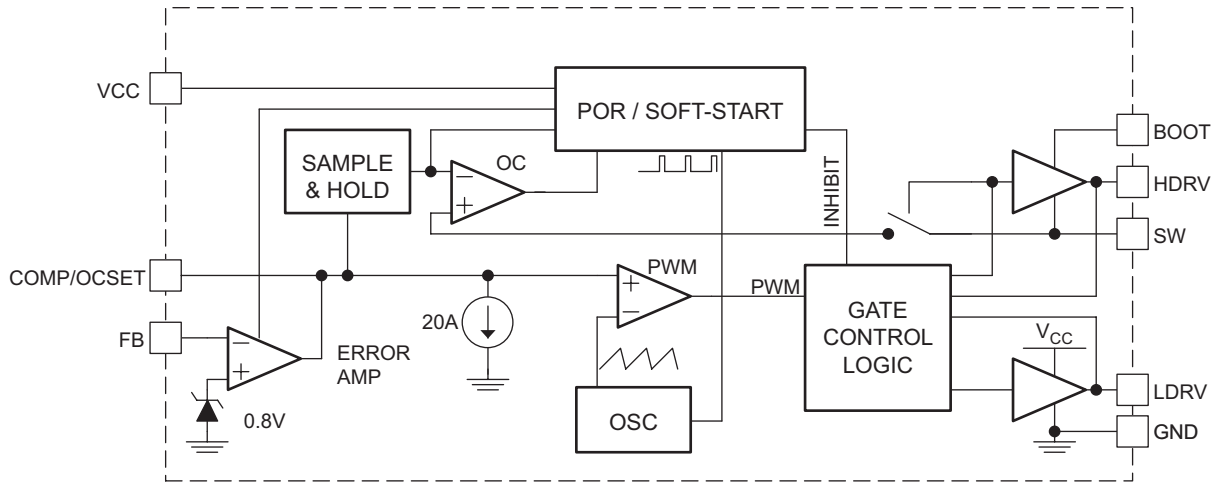 VCC
POR / SOFT-START
BOOT
SAMPLE
& HOLD
OC
−
+
INHIBIT
HDRV
SW
COMP/OCSET
PWM
+
−
PWM
20A
GATE
CONTROL
LOGIC
FB
−
+
ERROR
AMP
VCC
LDRV
0.8V
OSC
GND